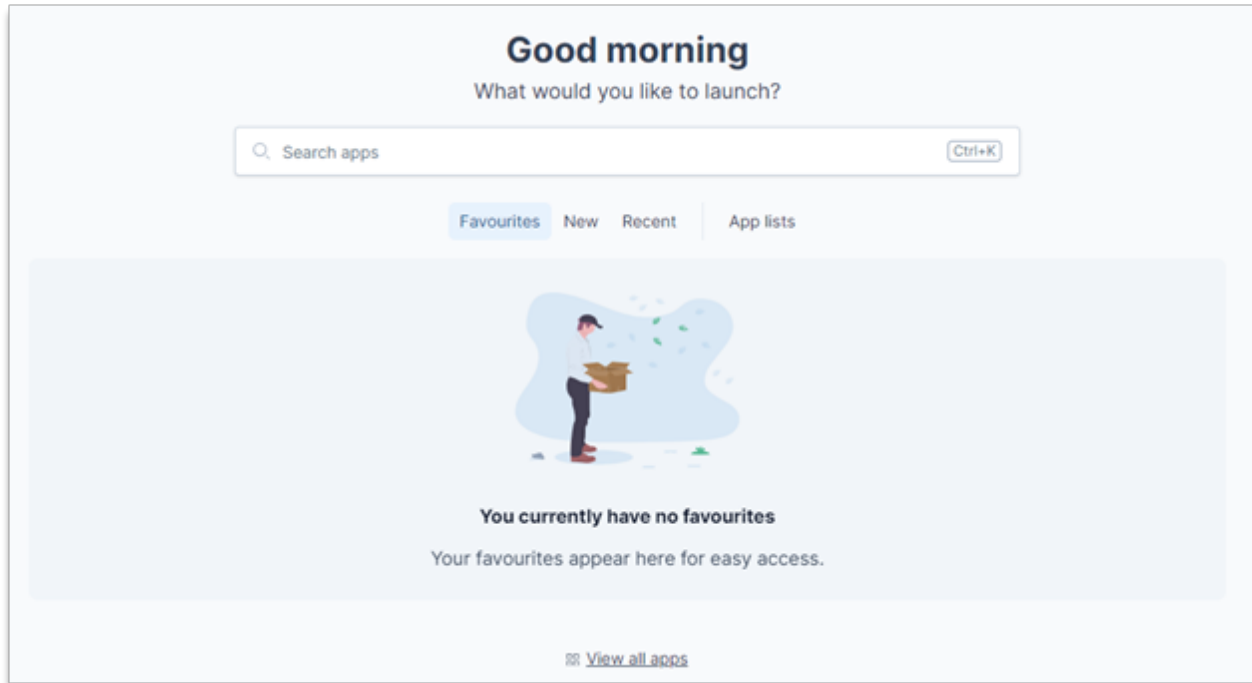 Good morning
What would you like to launch?
Search apps
Ctrl+K
Favourites New Recent App lists
You currently have no favourites
Your favourites appear here for easy access.
View all apps